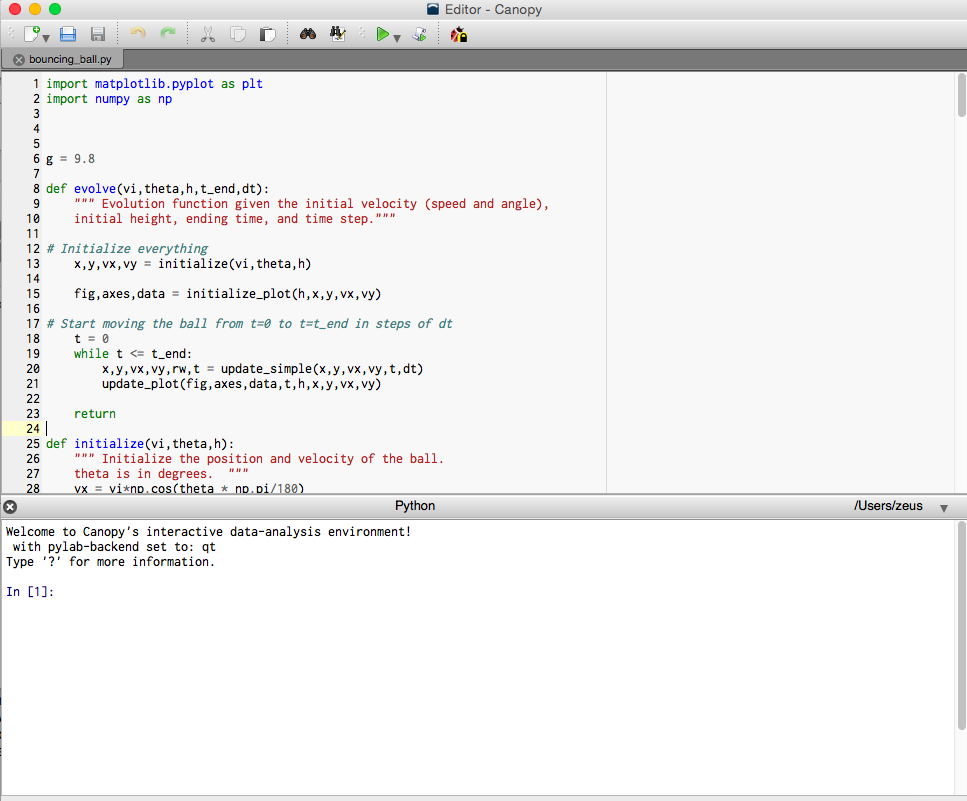 Editor - Canopy
bouncing_ball.py
1 import matplotlib.pyplot as plt
2 import numpy as np
3
4
5
6 g = 9.8
7
8 def evolve(vi,theta,h,t_end,dt):
9     """ Evolution function given the initial velocity (speed and angle),
10     initial height, ending time, and time step."""
11
12 # Initialize everything
13     x,y,vx,vy = initialize(vi,theta,h)
14
15     fig,axes,data = initialize_plot(h,x,y,vx,vy)
16
17 # Start moving the ball from t=0 to t=t_end in steps of dt
18     t = 0
19     while t <= t_end:
20         x,y,vx,vy,rw,t = update_simple(x,y,vx,vy,t,dt)
21         update_plot(fig,axes,data,t,h,x,y,vx,vy)
22
23     return
24
25 def initialize(vi,theta,h):
26     """ Initialize the position and velocity of the ball.
27     theta is in degrees.  """
28     vx = vi*np.cos(theta * np.pi/180)
Python
/Users/zeus
Welcome to Canopy's interactive data-analysis environment!
 with pylab-backend set to: qt
Type '?' for more information.
In [1]: